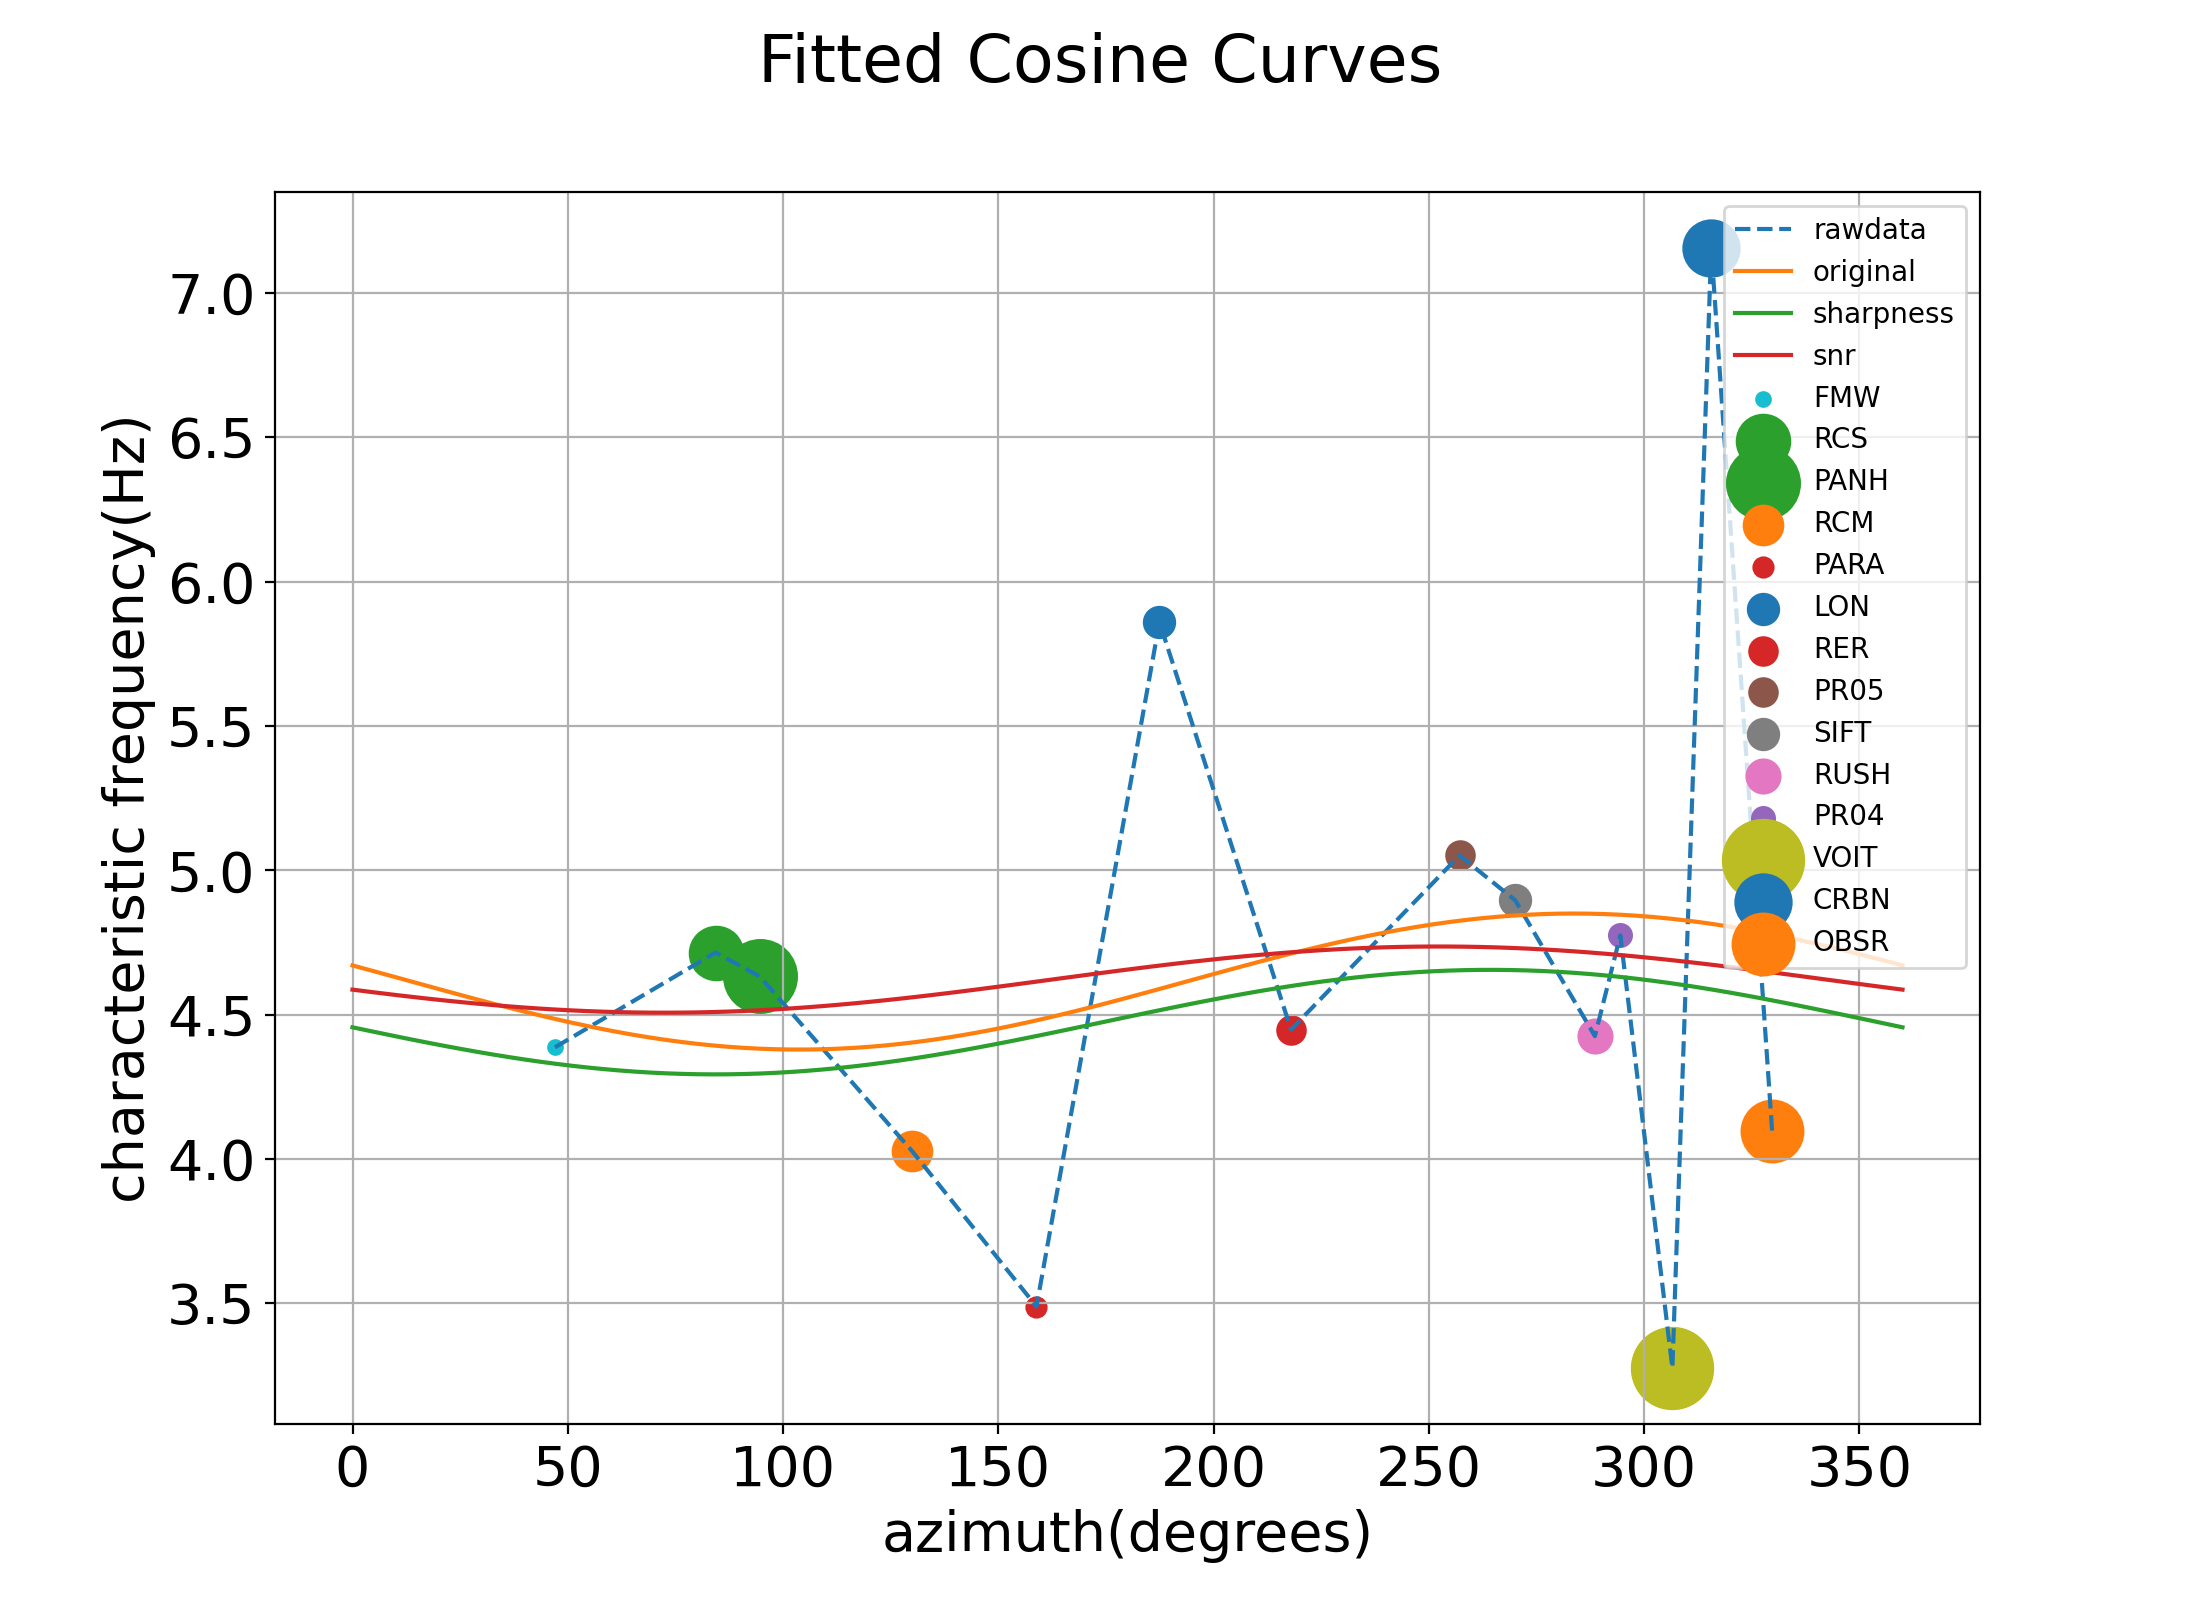 Fitted Cosine Curves
characteristic frequency(Hz)
7.0
6.5
6.0
5.5
5.0
4.5
4.0
3.5
rawdata
original
sharpness
snr
FMW
RCS
PANH
RCM
PARA
LON
RER
PR05
SIFT
RUSH
PR04
VOIT
CRBN
OBSR
0 50 100 150 200 250 300 350
azimuth(degrees)